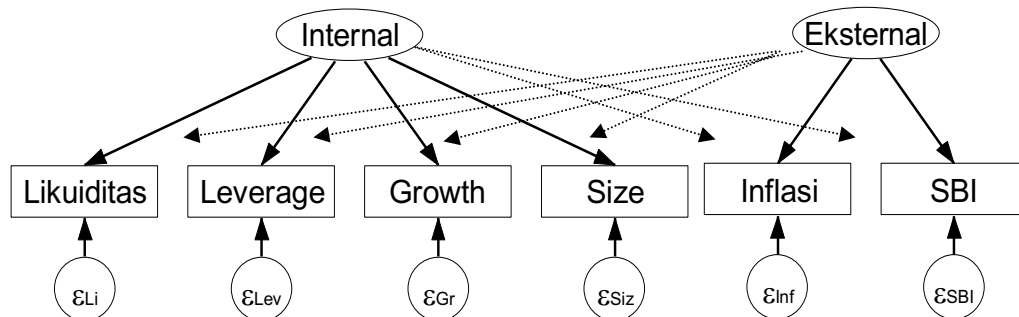 Internal
Eksternal
Likuiditas
Leverage
Growth
Size
Inflasi
SBI
εLi
εLev
εGr
εSiz
εInf
εSBI